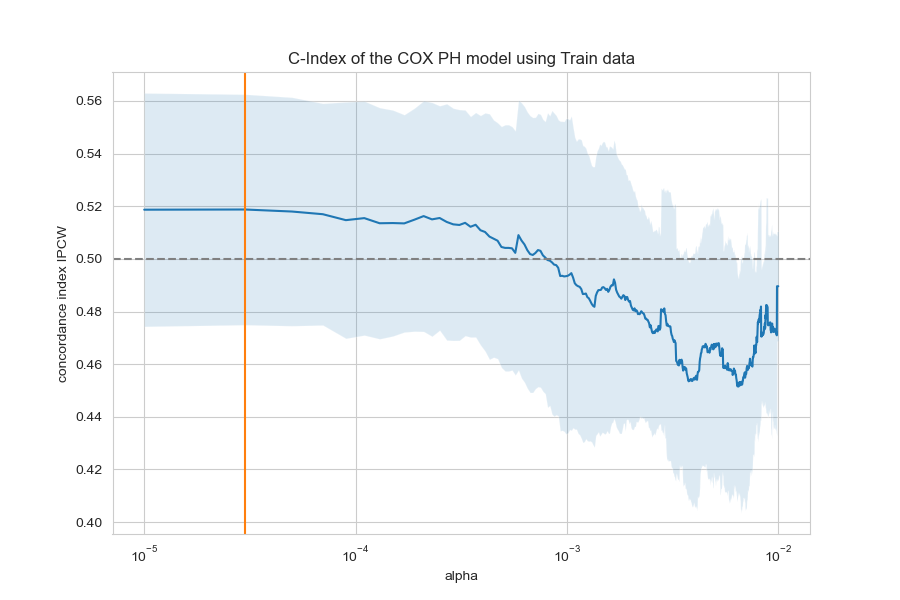 C-Index of the COX PH model using Train data
concordance index IPCW
0.56
0.54
0.52
0.50
0.48
0.46
0.44
0.42
0.40
10⁻⁵ 10⁻⁴ 10⁻³ 10⁻²
alpha